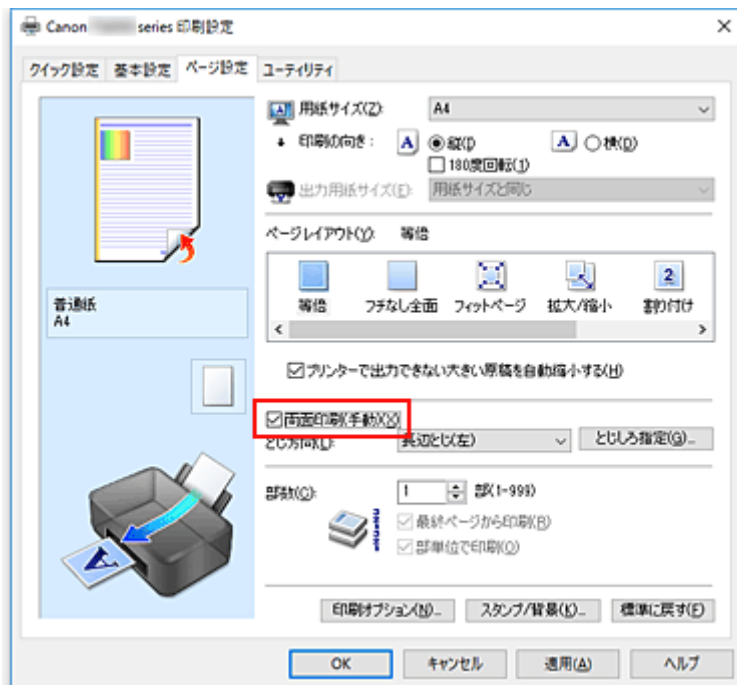 Canon series 印刷設定
クイック設定 基本設定 ページ設定 ユーティリティ
用紙サイズ(Z): A4
印刷の向き: A 縦(I) A 横(D)
180度回転(1)
出力用紙サイズ(E): 用紙サイズと同じ
ページレイアウト(Y): 等倍
等倍 フチなし全面 フィットページ 拡大/縮小 割り付け
普通紙
A4
プリンターで出力できない大きい原稿を自動縮小する(H)
両面印刷(手動)(X)
とじ方向(L): 長辺とじ(左) とじしろ指定(G)...
部数(C): 1 部(1-999)
最終ページから印刷(R)
部単位で印刷(O)
印刷オプション(N)... スタンプ/背景(K)... 標準に戻す(F)
OK キャンセル 適用(A) ヘルプ